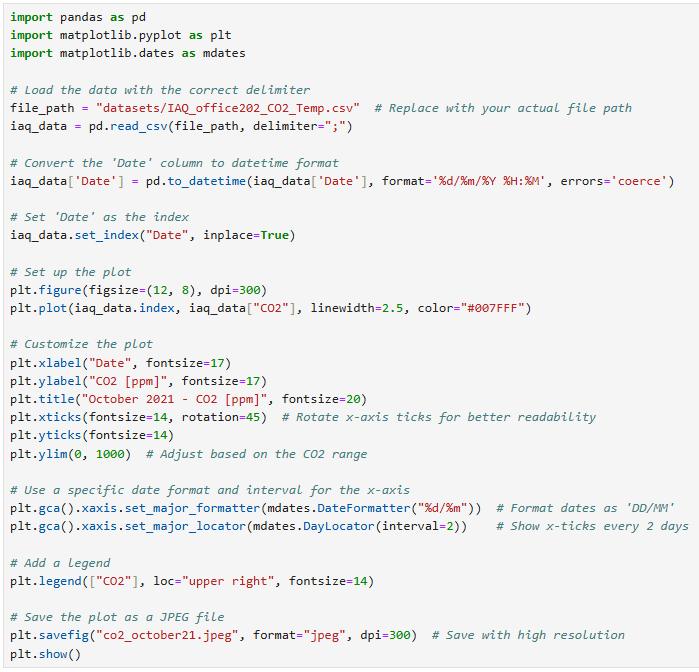 import pandas as pd
import matplotlib.pyplot as plt
import matplotlib.dates as mdates
# Load the data with the correct delimiter
file_path = "datasets/IAQ_office202_CO2_Temp.csv"  # Replace with your actual file path
iaq_data = pd.read_csv(file_path, delimiter=";")
# Convert the 'Date' column to datetime format
iaq_data['Date'] = pd.to_datetime(iaq_data['Date'], format='%d/%m/%Y %H:%M', errors='coerce')
# Set 'Date' as the index
iaq_data.set_index("Date", inplace=True)
# Set up the plot
plt.figure(figsize=(12, 8), dpi=300)
plt.plot(iaq_data.index, iaq_data["CO2"], linewidth=2.5, color="#007FFF")
# Customize the plot
plt.xlabel("Date", fontsize=17)
plt.ylabel("CO2 [ppm]", fontsize=17)
plt.title("October 2021 - CO2 [ppm]", fontsize=20)
plt.xticks(fontsize=14, rotation=45)  # Rotate x-axis ticks for better readability
plt.yticks(fontsize=14)
plt.ylim(0, 1000)  # Adjust based on the CO2 range
# Use a specific date format and interval for the x-axis
plt.gca().xaxis.set_major_formatter(mdates.DateFormatter("%d/%m"))  # Format dates as 'DD/MM'
plt.gca().xaxis.set_major_locator(mdates.DayLocator(interval=2))    # Show x-ticks every 2 days
# Add a legend
plt.legend(["CO2"], loc="upper right", fontsize=14)
# Save the plot as a JPEG file
plt.savefig("co2_october21.jpeg", format="jpeg", dpi=300)  # Save with high resolution
plt.show()